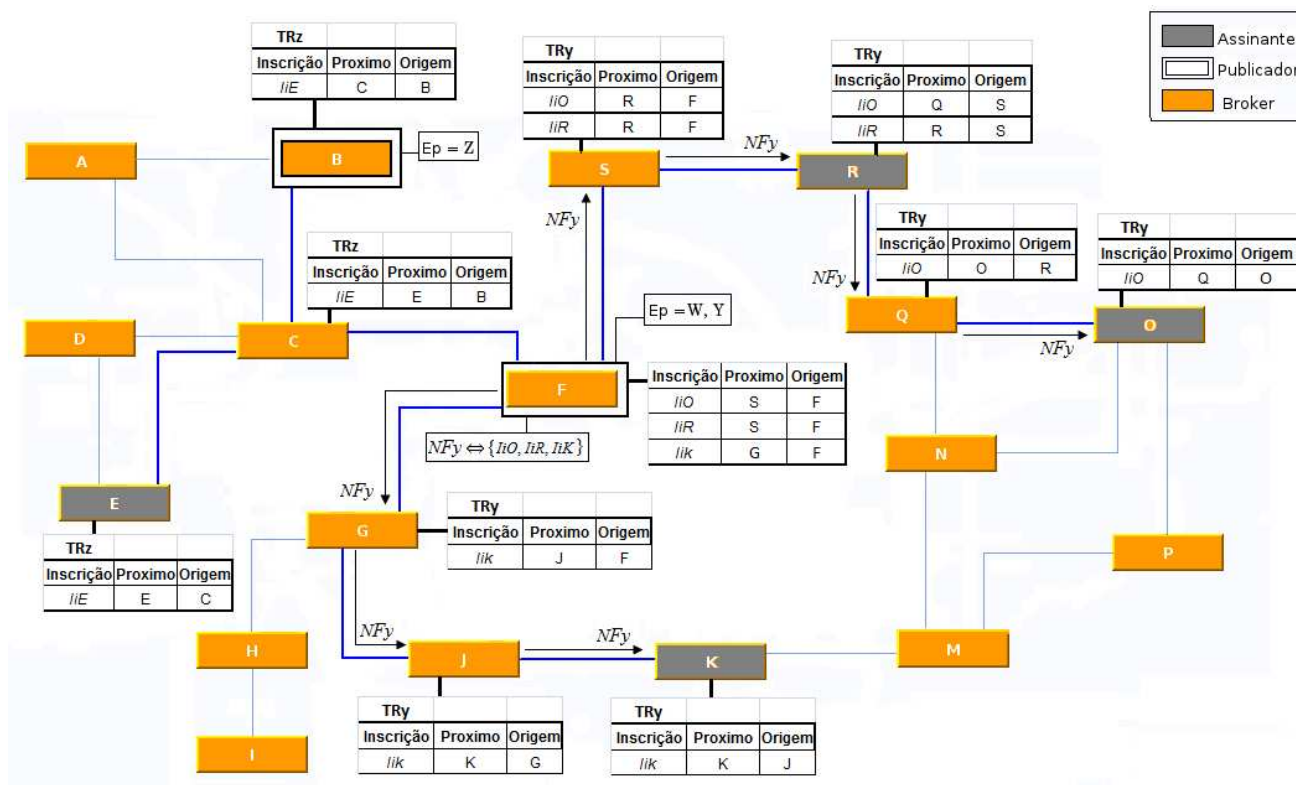 TRz
Inscrição Proximo Origem
IiE C B
TRy
Inscrição Proximo Origem
IiO R F
IiR R F
TRy
Inscrição Proximo Origem
IiO Q S
IiR R S
Assinante
Publicador
Broker
A
B
Ep = Z
S
NFy
R
NFy
NFy
TRz
Inscrição Proximo Origem
IiE E B
TRy
Inscrição Proximo Origem
IiO O R
TRy
Inscrição Proximo Origem
IiO Q O
D
C
Ep = W, Y
Q
O
NFy
F
Inscrição Proximo Origem
IiO S F
IiR S F
Iik G F
NFy ⇔ {IiO, IiR, IiK}
NFy
N
E
G
TRy
Inscrição Proximo Origem
Iik J F
P
TRz
Inscrição Proximo Origem
IiE E C
H
NFy
J
NFy
K
M
I
TRy
Inscrição Proximo Origem
Iik K G
TRy
Inscrição Proximo Origem
Iik K J